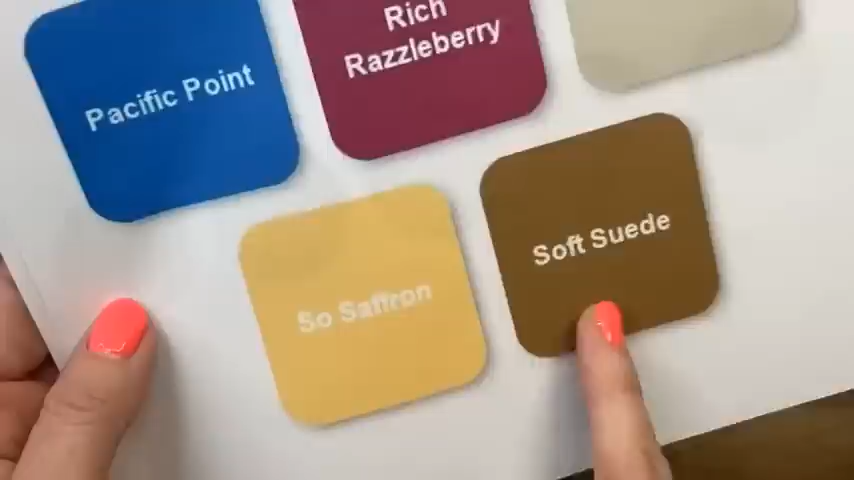 Pacific Point
Rich
Razzleberry
So Saffron
Soft Suede